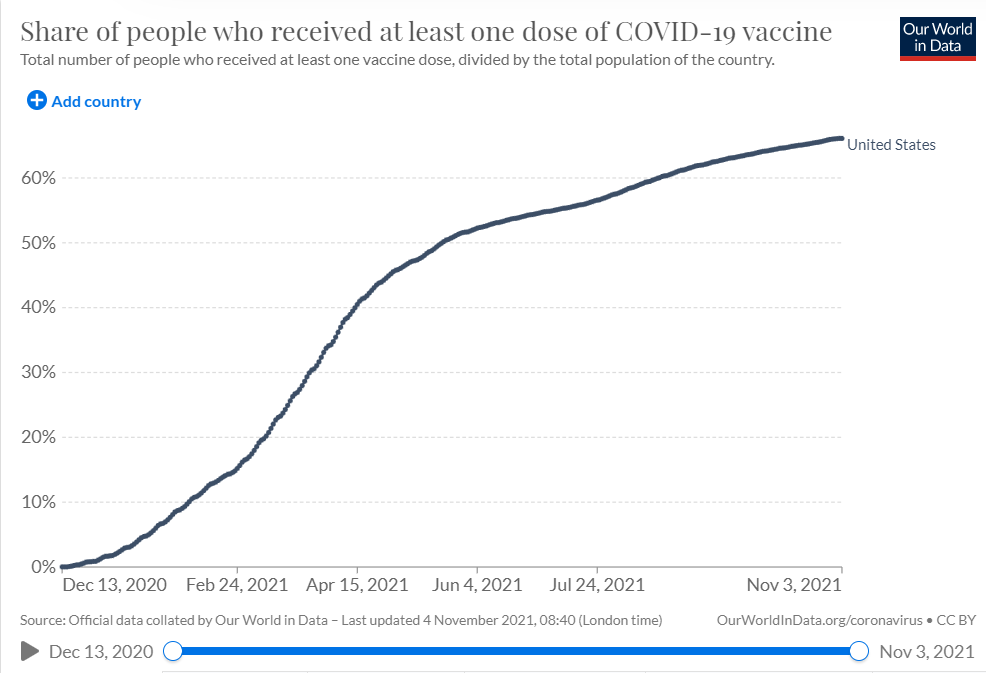 Share of people who received at least one dose of COVID-19 vaccine
Our World
in Data
Total number of people who received at least one vaccine dose, divided by the total population of the country.
Add country
United States
60%
50%
40%
30%
20%
10%
0%
Dec 13, 2020 Feb 24, 2021 Apr 15, 2021 Jun 4, 2021 Jul 24, 2021 Nov 3, 2021
Source: Official data collated by Our World in Data – Last updated 4 November 2021, 08:40 (London time) OurWorldInData.org/coronavirus • CC BY
Dec 13, 2020 Nov 3, 2021